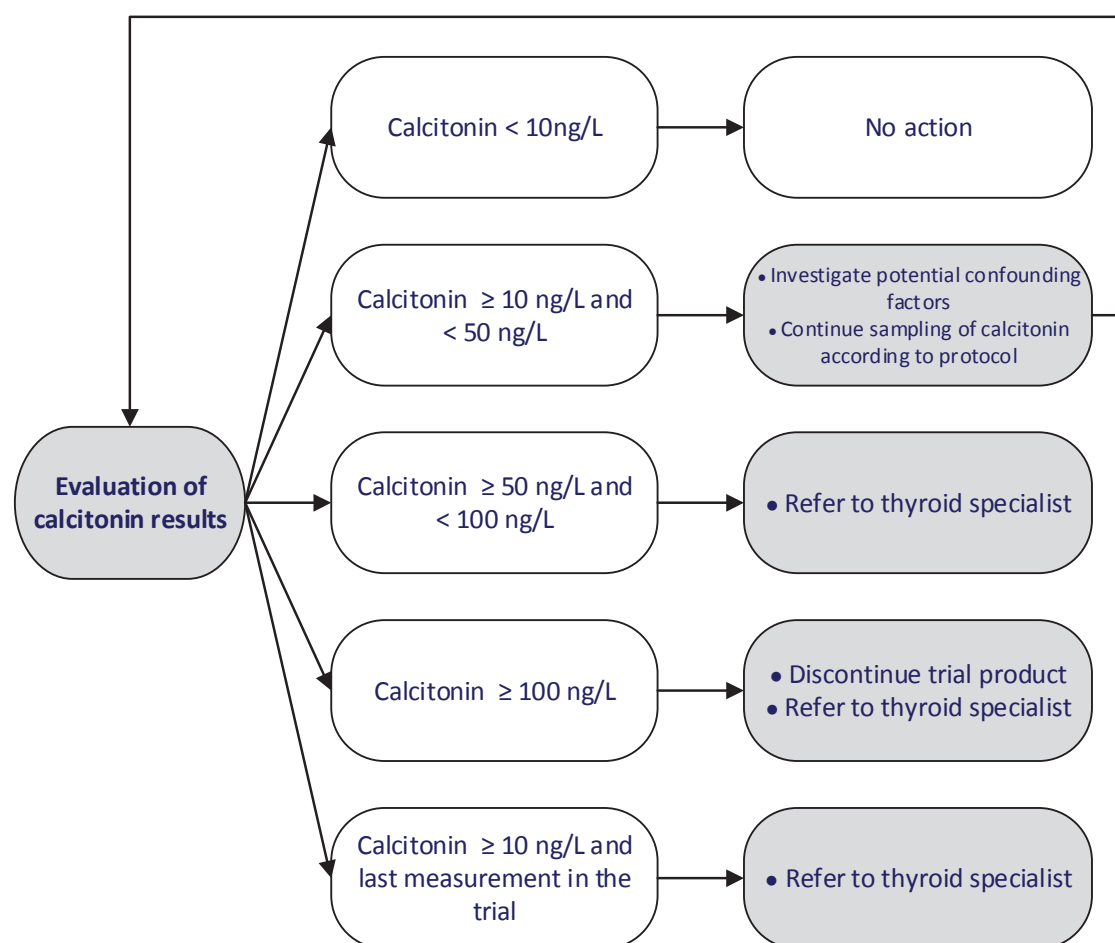 Calcitonin < 10ng/L
No action
Calcitonin ≥ 10 ng/L and
< 50 ng/L
• Investigate potential confounding
factors
• Continue sampling of calcitonin
according to protocol
Evaluation of
calcitonin results
Calcitonin ≥ 50 ng/L and
< 100 ng/L
• Refer to thyroid specialist
Calcitonin ≥ 100 ng/L
• Discontinue trial product
• Refer to thyroid specialist
Calcitonin ≥ 10 ng/L and
last measurement in the
trial
• Refer to thyroid specialist